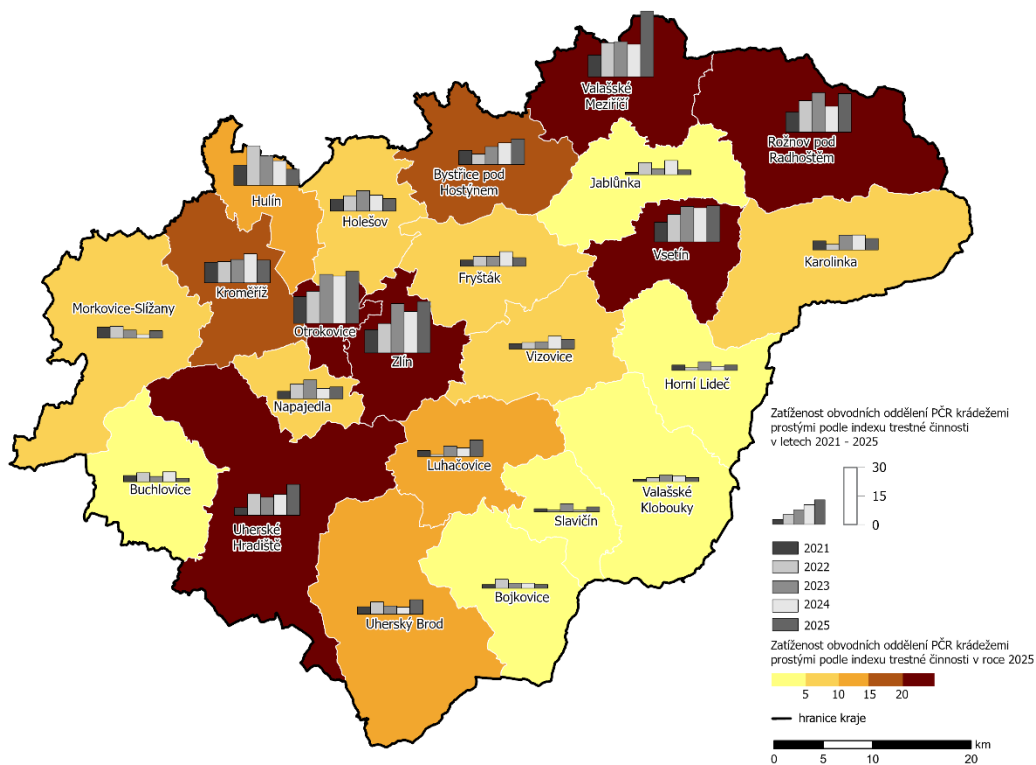 Valašské
Meziříčí
Rožnov pod
Radhoštěm
Bystřice pod
Hostýnem
Jablůnka
Hulín
Holešov
Vsetín
Karolinka
Fryšták
Kroměříž
Morkovice-Slížany
Otrokovice
Zlín
Vizovice
Horní Lideč
Napajedla
Luhačovice
Buchlovice
Valašské
Klobouky
Slavičín
Uherské
Hradiště
Bojkovice
Uherský Brod
Zatíženost obvodních oddělení PČR krádežemi
prostými podle indexu trestné činnosti
v letech 2021 - 2025
30
15
0
2021
2022
2023
2024
2025
Zatíženost obvodních oddělení PČR krádežemi
prostými podle indexu trestné činnosti v roce 2025
5 10 15 20
hranice kraje
km
0 5 10 20